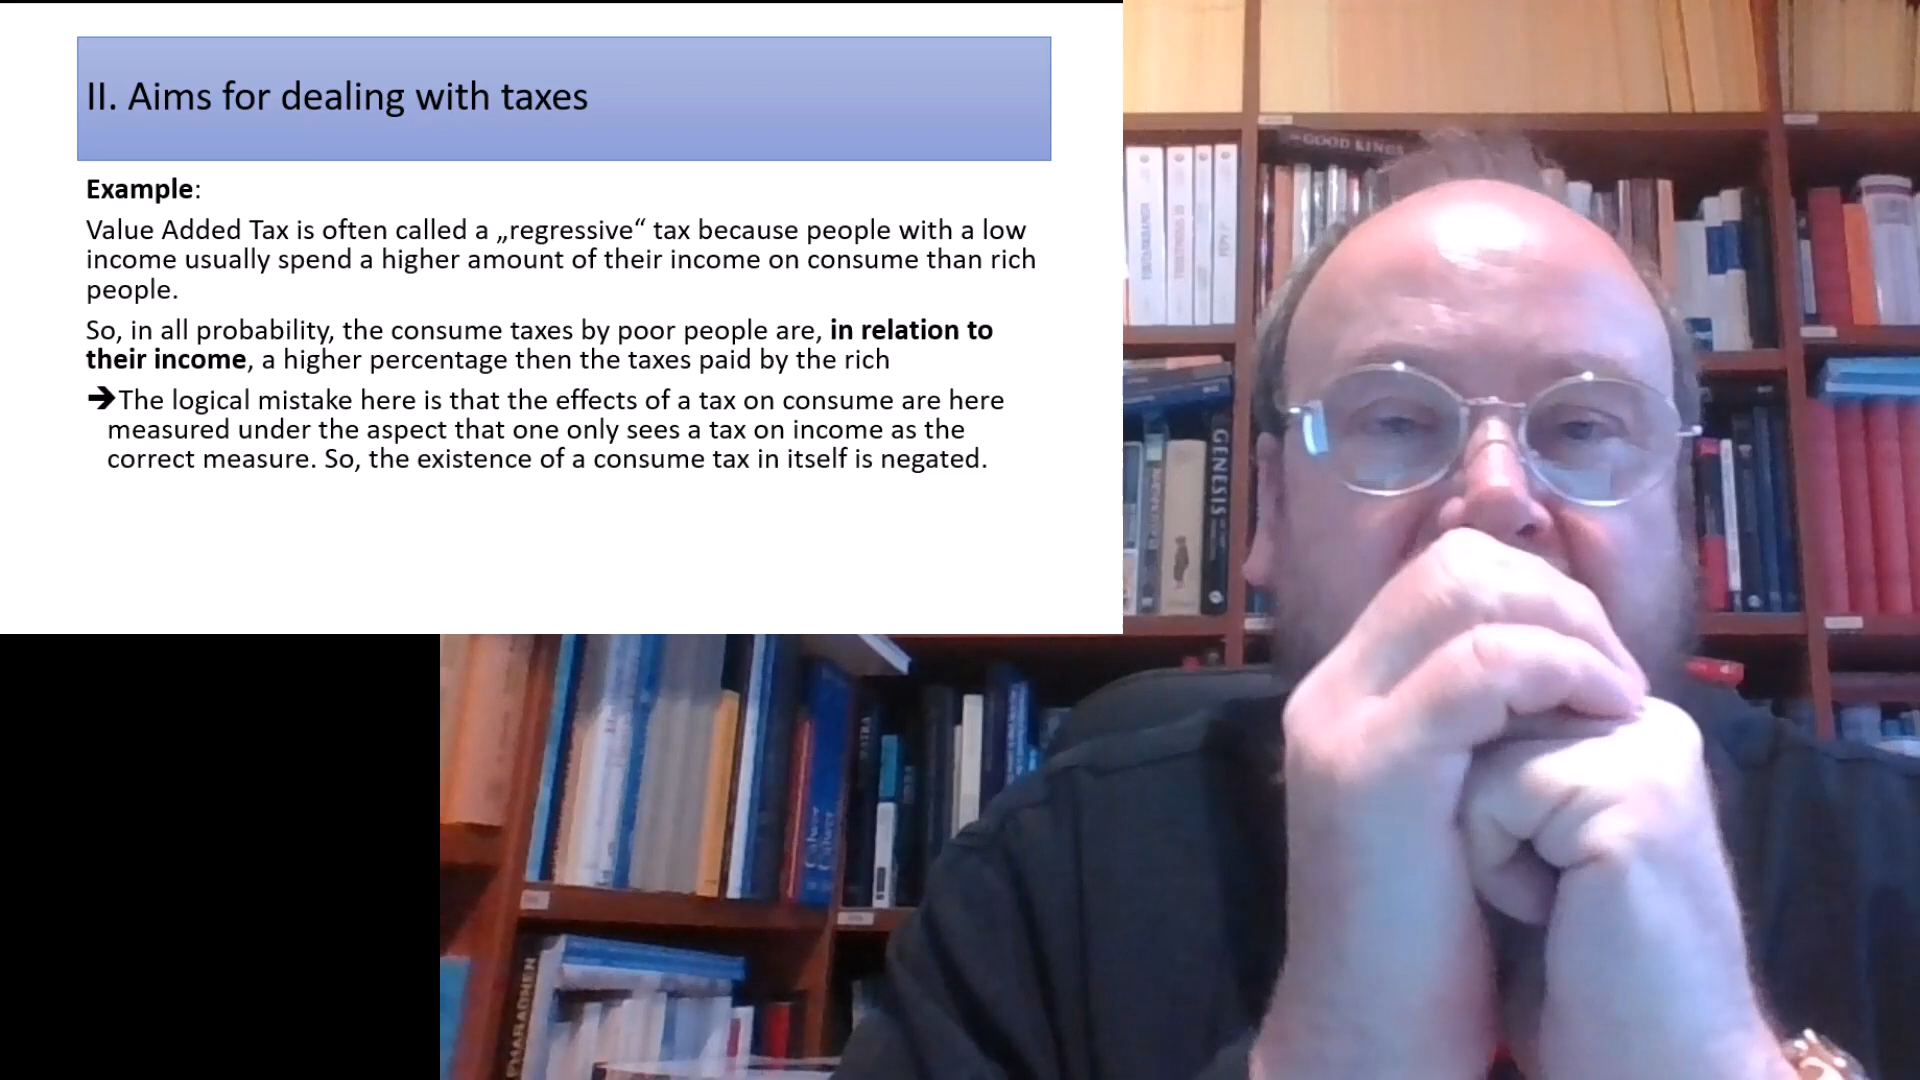 II. Aims for dealing with taxes
Example:
Value Added Tax is often called a „regressive“ tax because people with a low
income usually spend a higher amount of their income on consume than rich
people.
So, in all probability, the consume taxes by poor people are, in relation to
their income, a higher percentage then the taxes paid by the rich
➔The logical mistake here is that the effects of a tax on consume are here
measured under the aspect that one only sees a tax on income as the
correct measure. So, the existence of a consume tax in itself is negated.
GOOD KINGS
GENESIS